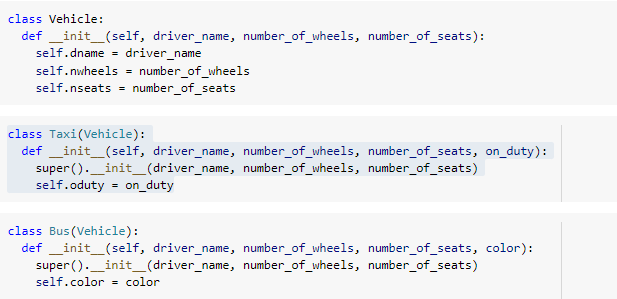 class Vehicle:
  def __init__(self, driver_name, number_of_wheels, number_of_seats):
    self.dname = driver_name
    self.nwheels = number_of_wheels
    self.nseats = number_of_seats
class Taxi(Vehicle):
  def __init__(self, driver_name, number_of_wheels, number_of_seats, on_duty):
    super().__init__(driver_name, number_of_wheels, number_of_seats)
    self.oduty = on_duty
class Bus(Vehicle):
  def __init__(self, driver_name, number_of_wheels, number_of_seats, color):
    super().__init__(driver_name, number_of_wheels, number_of_seats)
    self.color = color